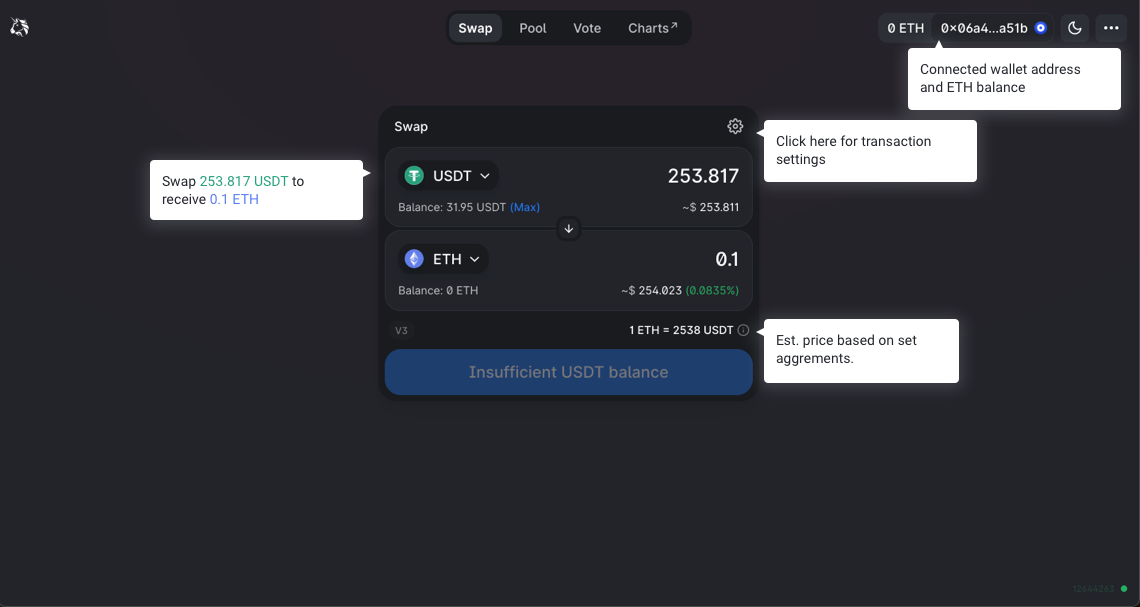 Swap Pool Vote Charts↗ 0 ETH 0x06a4...a51b
Connected wallet address
and ETH balance
Swap
Click here for transaction
settings
USDT 253.817
Swap 253.817 USDT to
receive 0.1 ETH
Balance: 31.95 USDT (Max) ~$ 253.811
ETH 0.1
Balance: 0 ETH ~$ 254.023 (0.0835%)
V3 1 ETH = 2538 USDT
Est. price based on set
aggrements.
Insufficient USDT balance